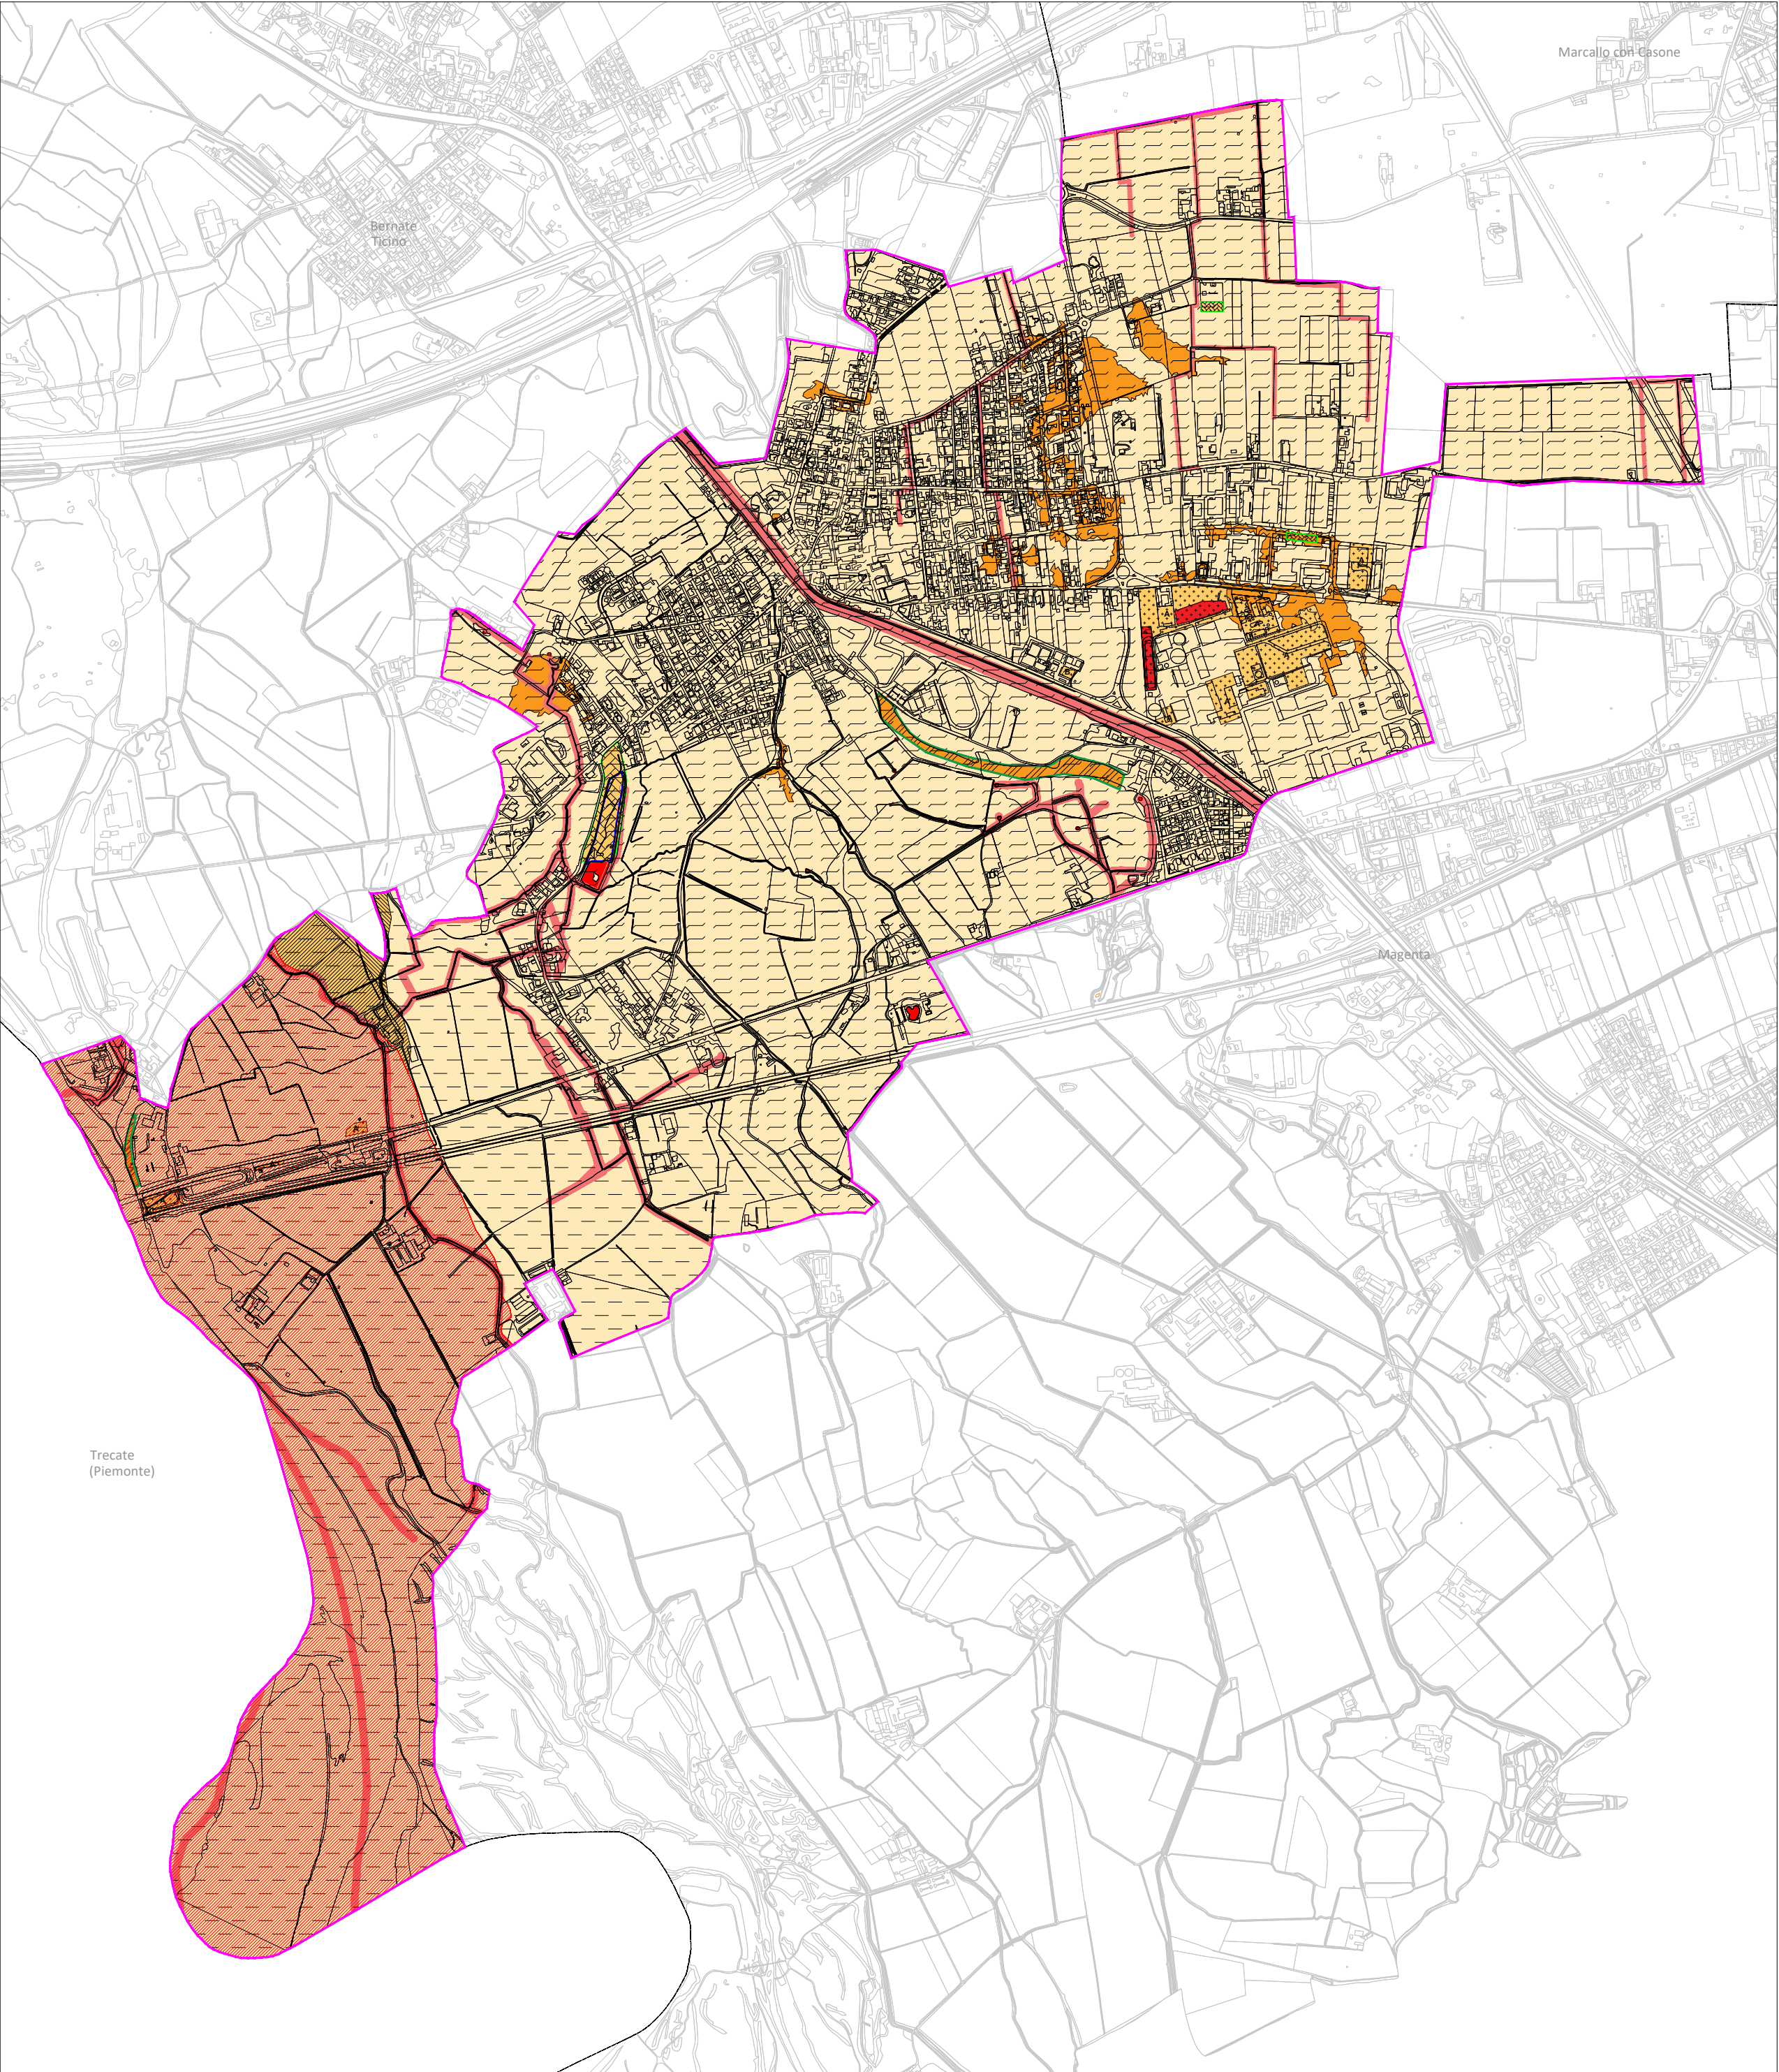 Marcallo con Casone
Bernate
Ticino
Magenta
Trecate
(Piemonte)